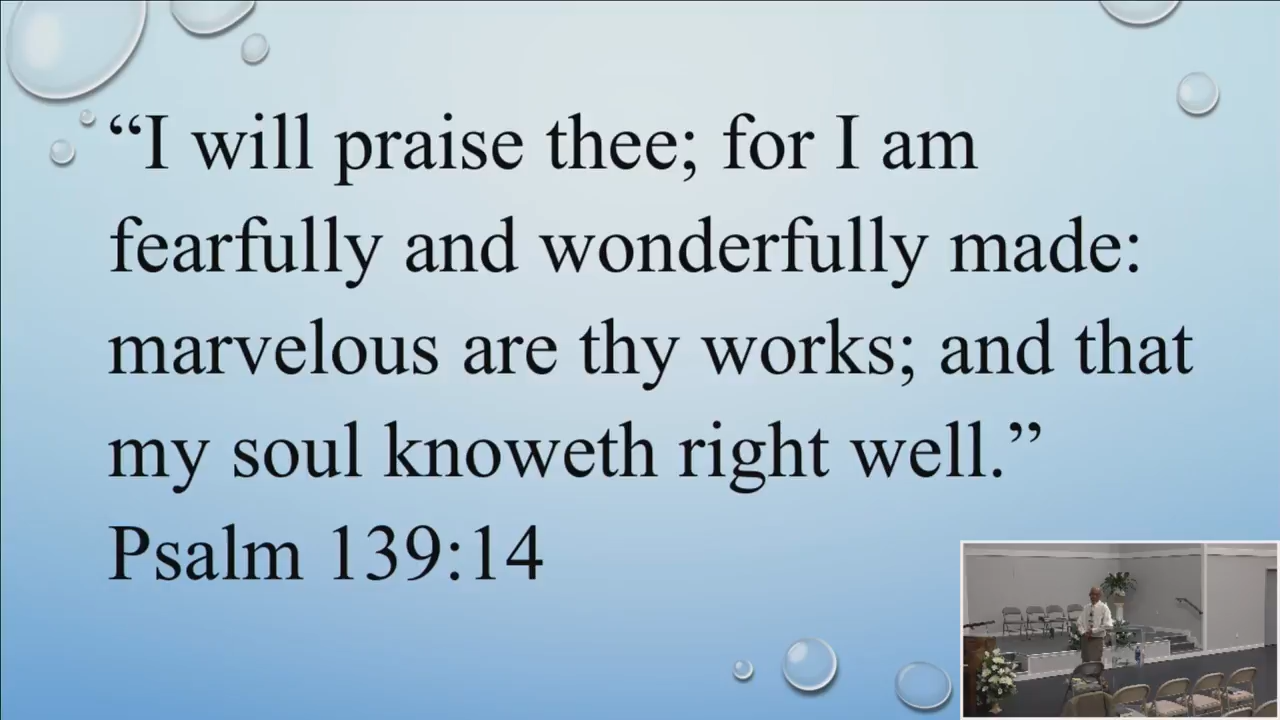 “I will praise thee; for I am
fearfully and wonderfully made:
marvelous are thy works; and that
my soul knoweth right well.”
Psalm 139:14